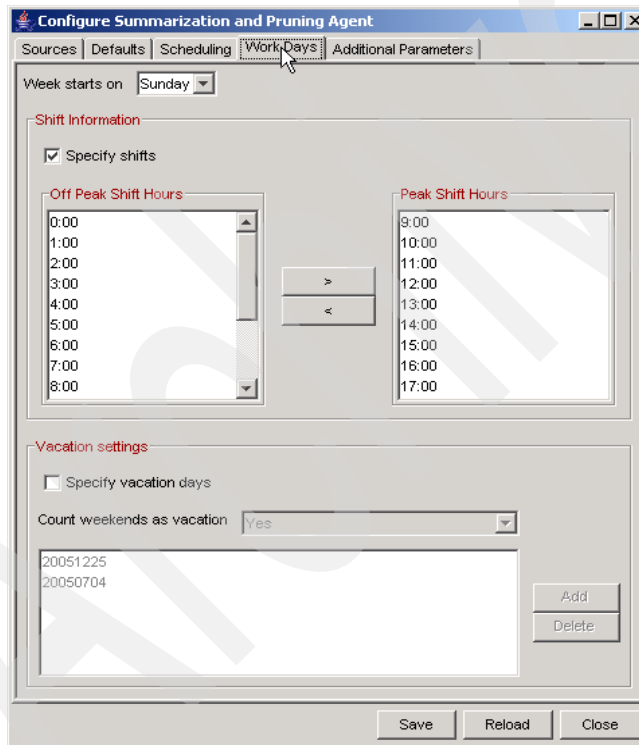 Configure Summarization and Pruning Agent
Sources Defaults Scheduling Work Days Additional Parameters
Week starts on Sunday
Shift Information
Specify shifts
Off Peak Shift Hours
0:00
1:00
2:00
3:00
4:00
5:00
6:00
7:00
8:00
>
<
Peak Shift Hours
9:00
10:00
11:00
12:00
13:00
14:00
15:00
16:00
17:00
Vacation settings
Specify vacation days
Count weekends as vacation Yes
20051225
20050704
Add
Delete
Save Reload Close